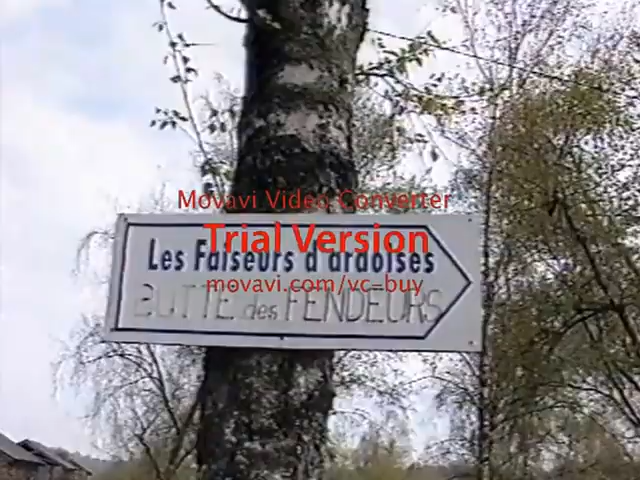 Movavi Video Converter
Trial Version
Les Faiseurs d'ardoises
movavi.com/vc=buy
BUTTE des FENDEURS